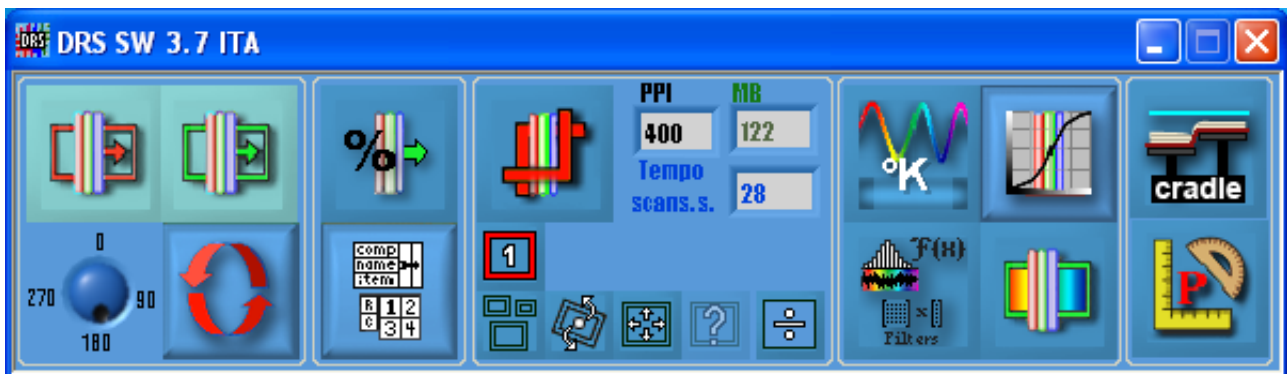 DRS DRS SW 3.7 ITA
PPI MB
400 122
Tempo
scans.s. 28
%
°K
cradle
0
270 90
180
comp
name
item
R 1 2
C 3 4
1
?
÷
F(x)
x
Filters
P